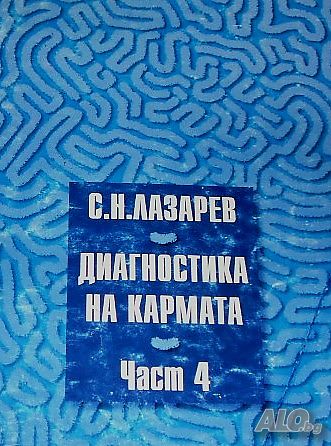 С.Н.ЛАЗАРЕВ
ДИАГНОСТИКА
НА КАРМАТА
Част 4
ALO.bg